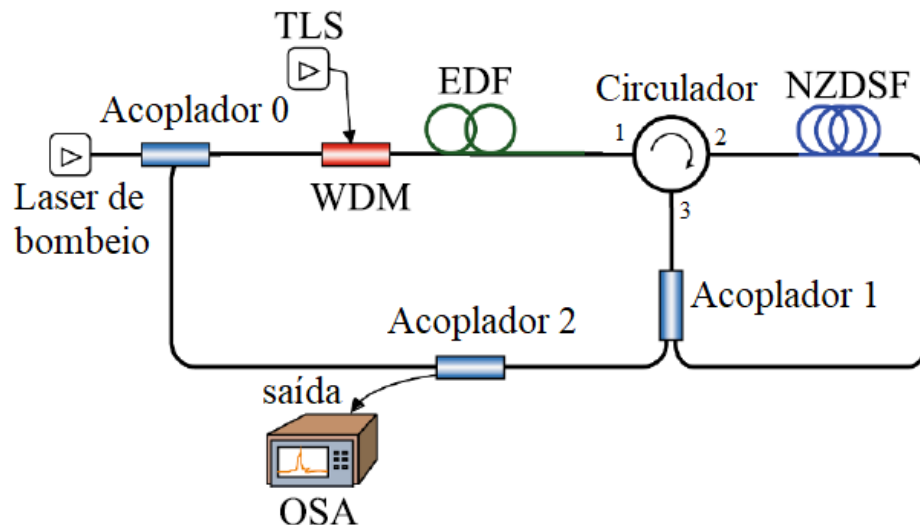 TLS
EDF
Circulador
NZDSF
Acoplador 0
1
2
Laser de
bombeio
WDM
3
Acoplador 1
Acoplador 2
saída
OSA